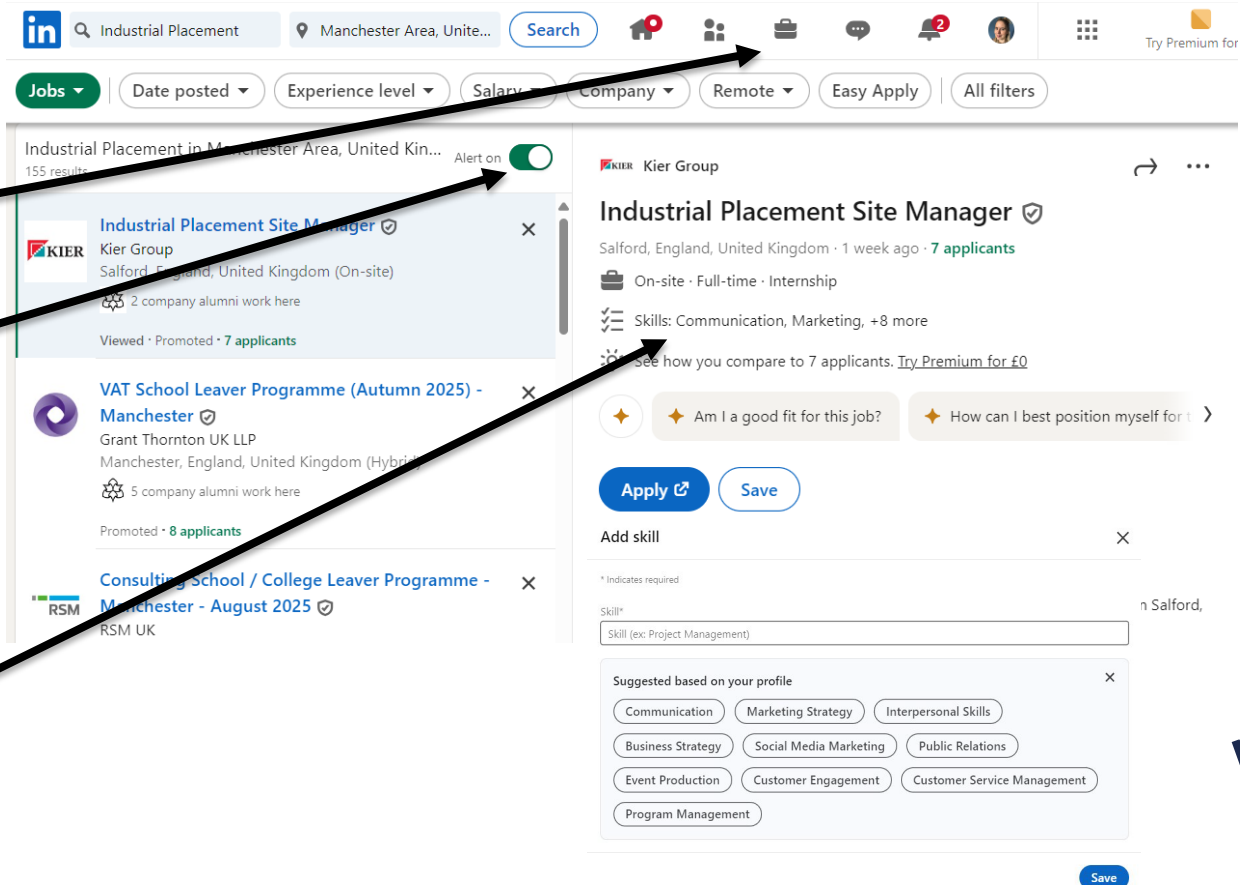 in Industrial Placement Manchester Area, Unite... Search 2 Try Premium for
Jobs Date posted Experience level Salary Company Remote Easy Apply All filters
Industrial Placement in Manchester Area, United Kin... Alert on
155 results
KIER
Industrial Placement Site Manager
Kier Group
Salford, England, United Kingdom (On-site)
2 company alumni work here
Viewed · Promoted · 7 applicants
VAT School Leaver Programme (Autumn 2025) -
Manchester
Grant Thornton UK LLP
Manchester, England, United Kingdom (Hybrid)
5 company alumni work here
Promoted · 8 applicants
Consulting School / College Leaver Programme -
Manchester - August 2025
RSM
RSM UK
KIER Kier Group
Industrial Placement Site Manager
Salford, England, United Kingdom · 1 week ago · 7 applicants
On-site · Full-time · Internship
Skills: Communication, Marketing, +8 more
See how you compare to 7 applicants. Try Premium for £0
Am I a good fit for this job? How can I best position myself for t
Apply Save
Add skill
* Indicates required
Skill*
Skill (ex: Project Management)
n Salford,
Suggested based on your profile
Communication Marketing Strategy Interpersonal Skills
Business Strategy Social Media Marketing Public Relations
Event Production Customer Engagement Customer Service Management
Program Management
Save